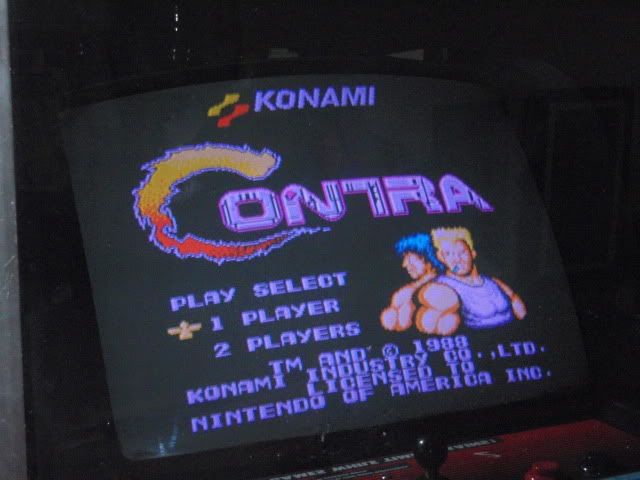 KONAMI
CONTRA
PLAY SELECT
1 PLAYER
2 PLAYERS
TM AND © 1988
KONAMI INDUSTRY CO.,LTD.
LICENSED TO
NINTENDO OF AMERICA INC.